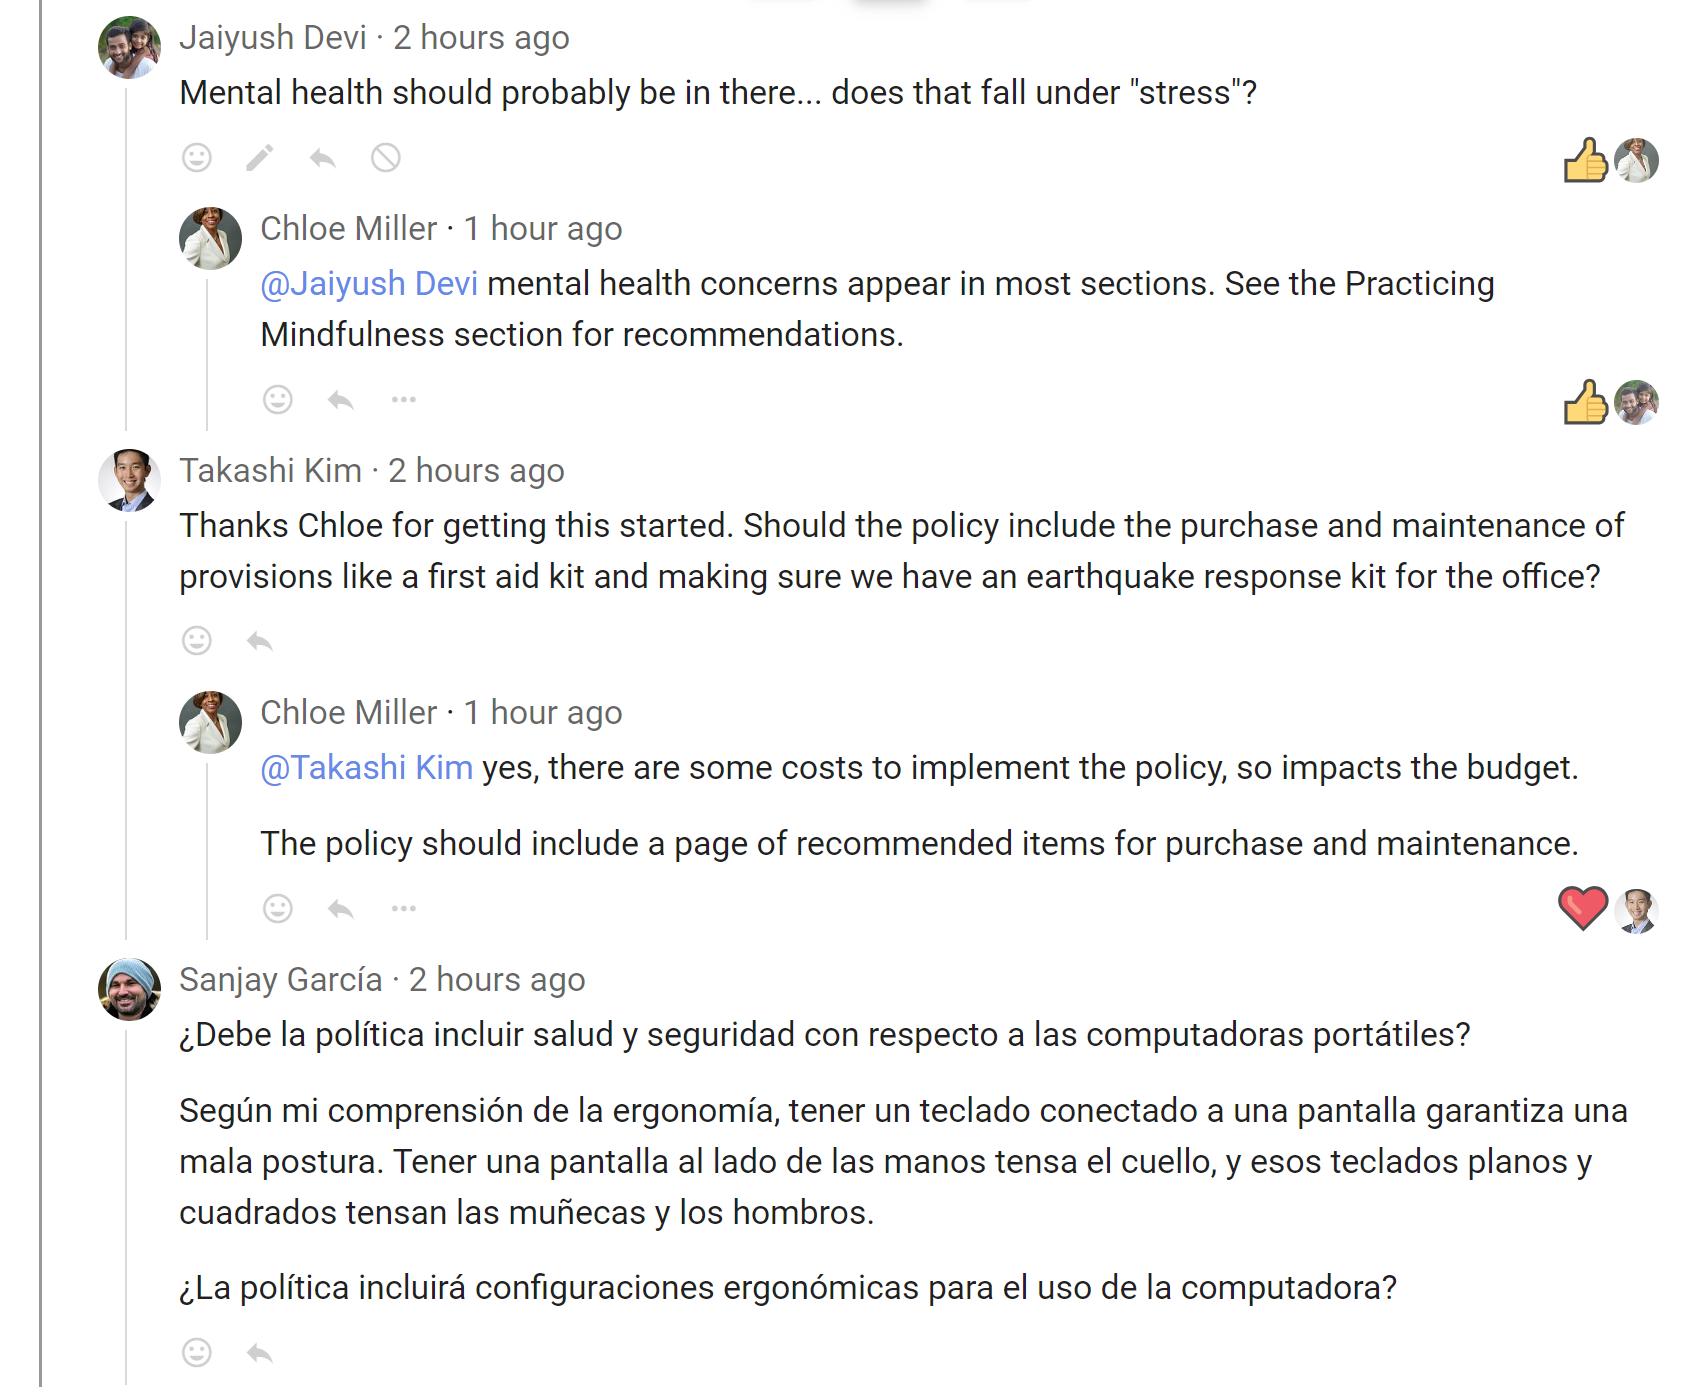 Jaiyush Devi · 2 hours ago
Mental health should probably be in there... does that fall under "stress"?
Chloe Miller · 1 hour ago
@Jaiyush Devi mental health concerns appear in most sections. See the Practicing
Mindfulness section for recommendations.
Takashi Kim · 2 hours ago
Thanks Chloe for getting this started. Should the policy include the purchase and maintenance of
provisions like a first aid kit and making sure we have an earthquake response kit for the office?
Chloe Miller · 1 hour ago
@Takashi Kim yes, there are some costs to implement the policy, so impacts the budget.
The policy should include a page of recommended items for purchase and maintenance.
Sanjay García · 2 hours ago
¿Debe la política incluir salud y seguridad con respecto a las computadoras portátiles?
Según mi comprensión de la ergonomía, tener un teclado conectado a una pantalla garantiza una
mala postura. Tener una pantalla al lado de las manos tensa el cuello, y esos teclados planos y
cuadrados tensan las muñecas y los hombros.
¿La política incluirá configuraciones ergonómicas para el uso de la computadora?